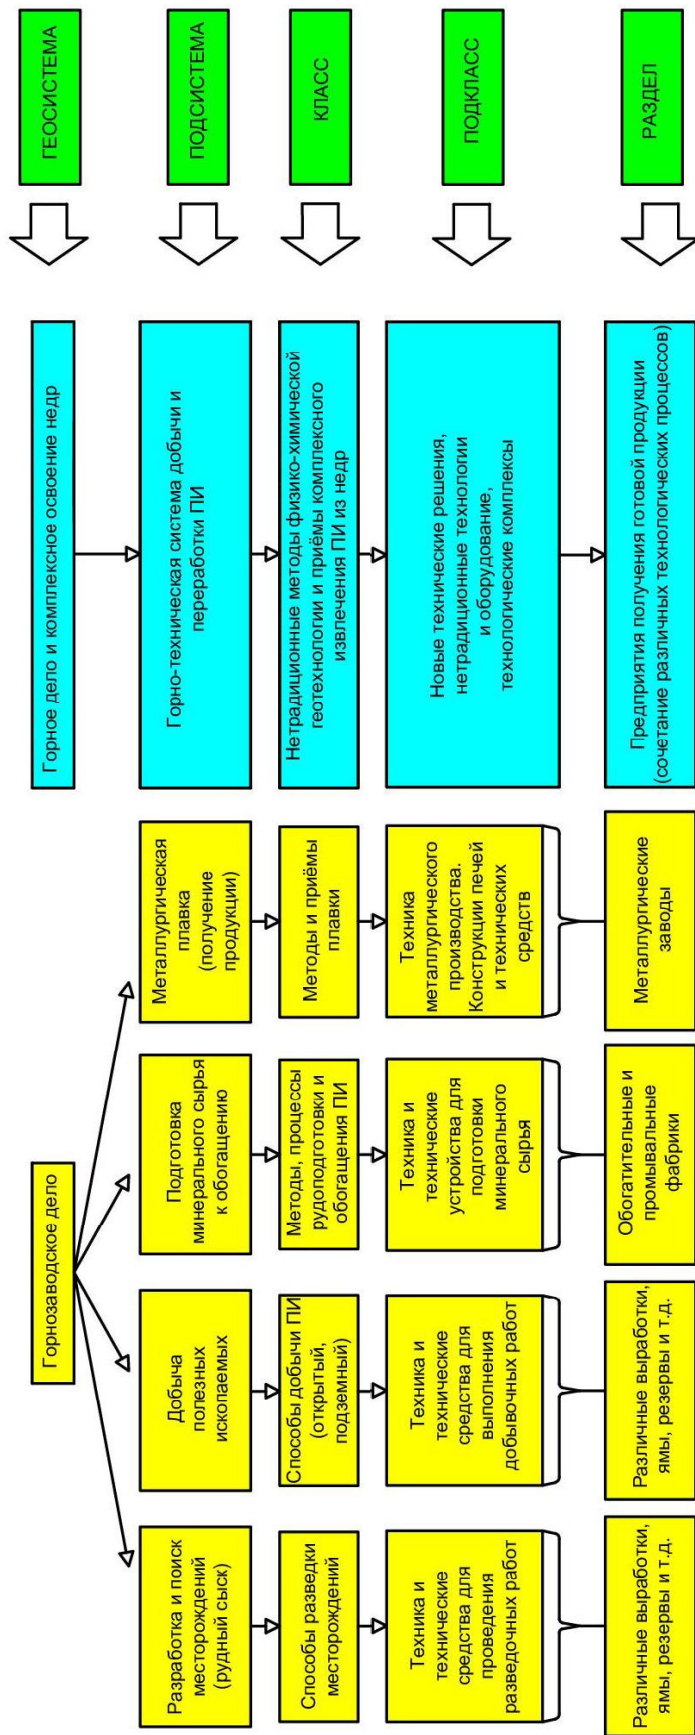 Горнозаводское дело
Разработка и поиск
месторождений
(рудный сыск)
Добыча
полезных
ископаемых
Подготовка
минерального сырья
к обогащению
Металлургическая
плавка
(получение
продукции)
Способы разведки
месторождений
Способы добычи ПИ
(открытый,
подземный)
Методы, процессы
рудоподготовки и
обогащения ПИ
Методы и приёмы
плавки
Техника и
технические
средства для
проведения
разведочных работ
Техника и
технические
средства для
выполнения
добывочных работ
Техника и
технические
устройства для
подготовки
минерального
сырья
Техника
металлургического
производства.
Конструкции печей
и технических
средств
Различные выработки,
ямы, резервы и т.д.
Различные выработки,
ямы, резервы и т.д.
Обогатительные и
промывальные
фабрики
Металлургические
заводы
Горное дело и комплексное освоение недр
Горно-техническая система добычи и
переработки ПИ
Нетрадиционные методы физико-химической
геотехнологии и приёмы комплексного
извлечения ПИ из недр
Новые технические решения,
нетрадиционные технологии
и оборудование,
технологические комплексы
Предприятия получения готовой продукции
(сочетание различных технологических процессов)
ГЕОСИСТЕМА
ПОДСИСТЕМА
КЛАСС
ПОДКЛАСС
РАЗДЕЛ